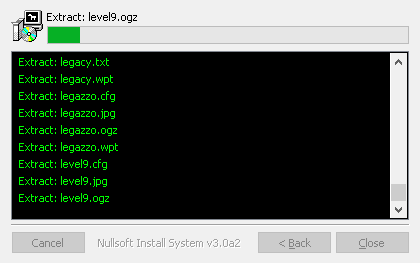 Extract: level9.ogz
Extract: legacy.txt
Extract: legacy.wpt
Extract: legazzo.cfg
Extract: legazzo.jpg
Extract: legazzo.ogz
Extract: legazzo.wpt
Extract: level9.cfg
Extract: level9.jpg
Extract: level9.ogz
Cancel Nullsoft Install System v3.0a2 < Back Close